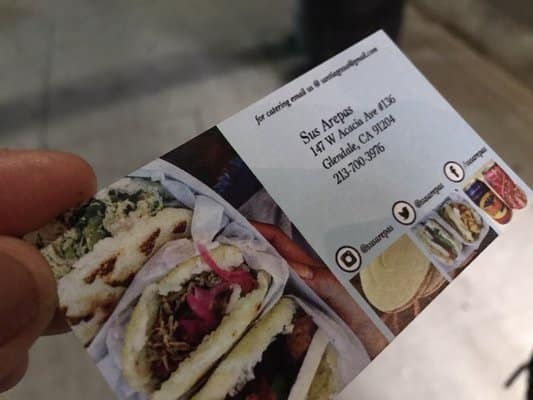 for catering email us @
Sus Arepas
147 W Acacia Ave #136
Glendale, CA 91204
213-700-3976
@susarepas
@susarepas
/susarepas